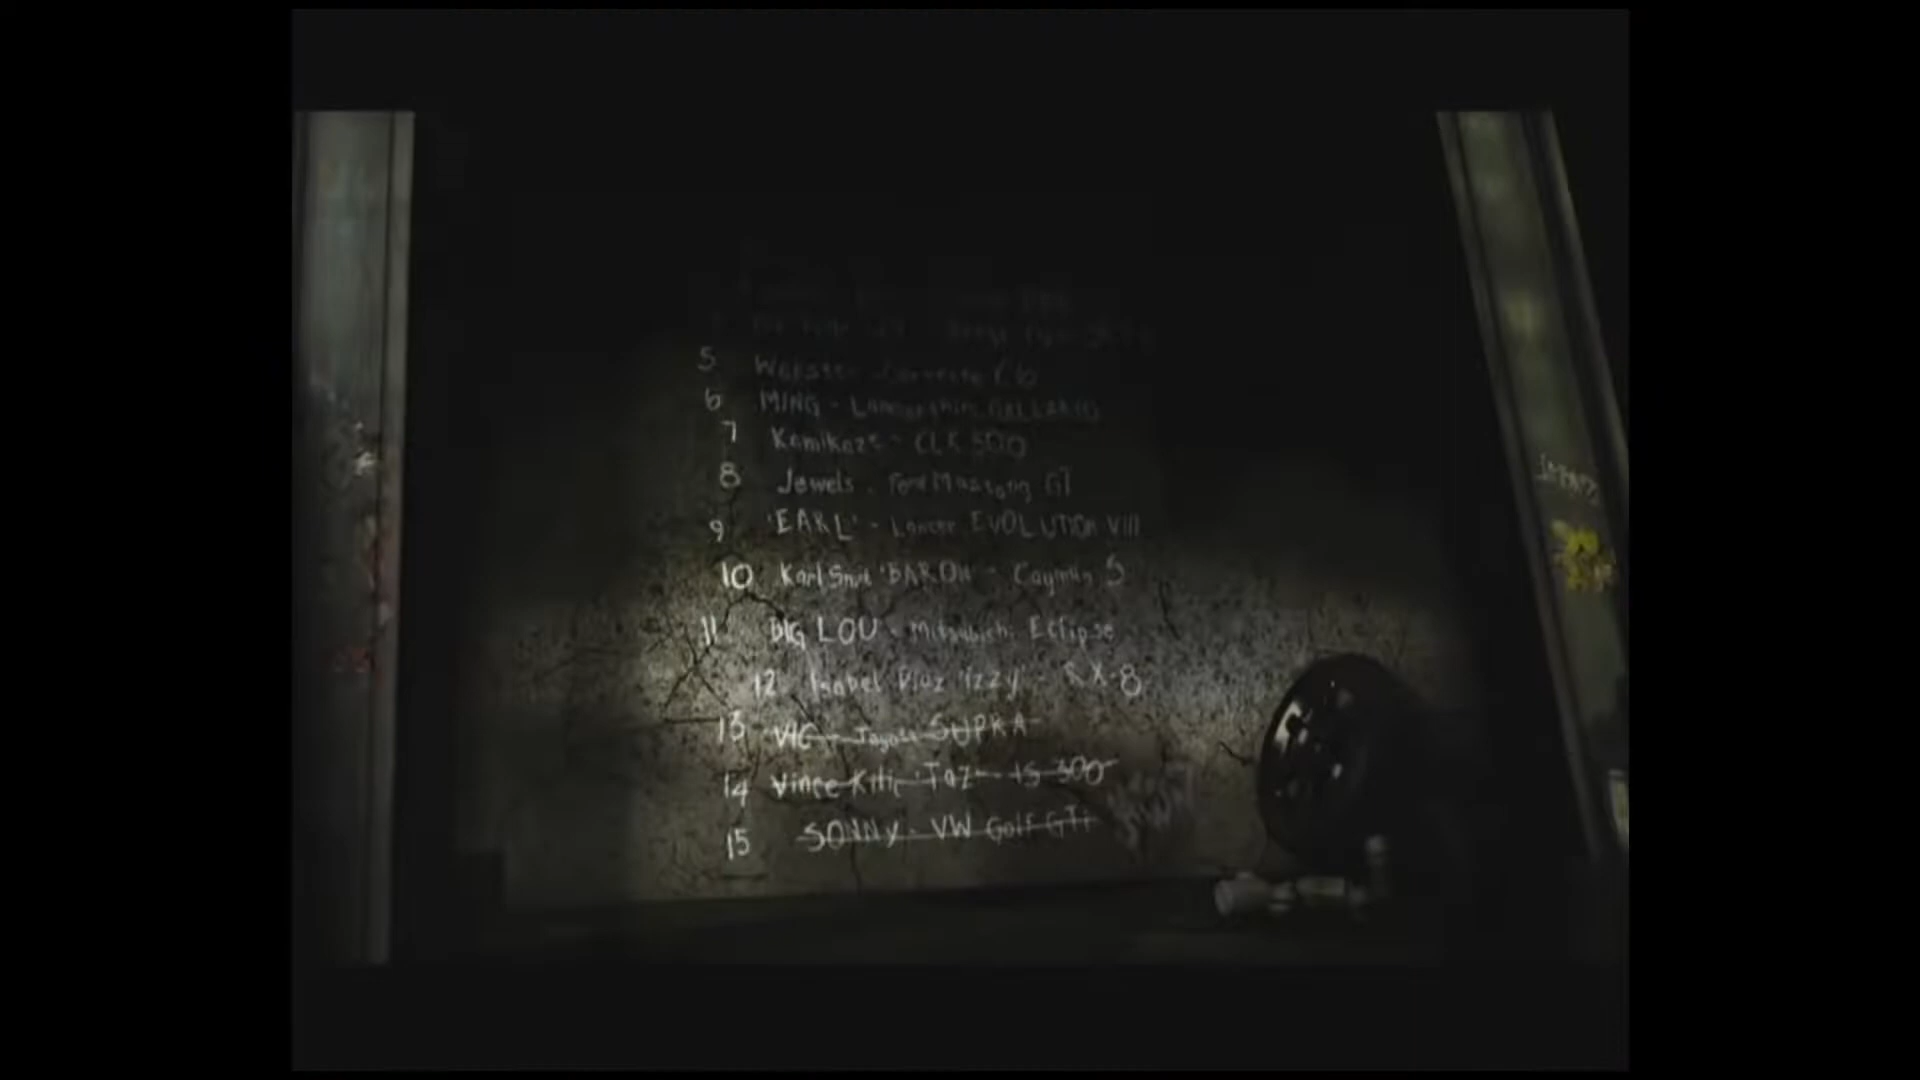 5 Webster - Corvette C6
6 MING - Lamborghini GALLARDO
7 Kamikaze - CLK 500
8 Jewels - Ford Mustang GT
9 'EARL' - Lancer EVOLUTION VIII
10 Karl Smit 'BARON' - Cayman S
11 BIG LOU - Mitsubichi Eclipse
12 Isabel Diaz 'izzy' - RX-8
13 VIC - Toyota SUPRA
14 Vince Kilic 'Taz' - IS 300
15 SONNY - VW Golf GTi